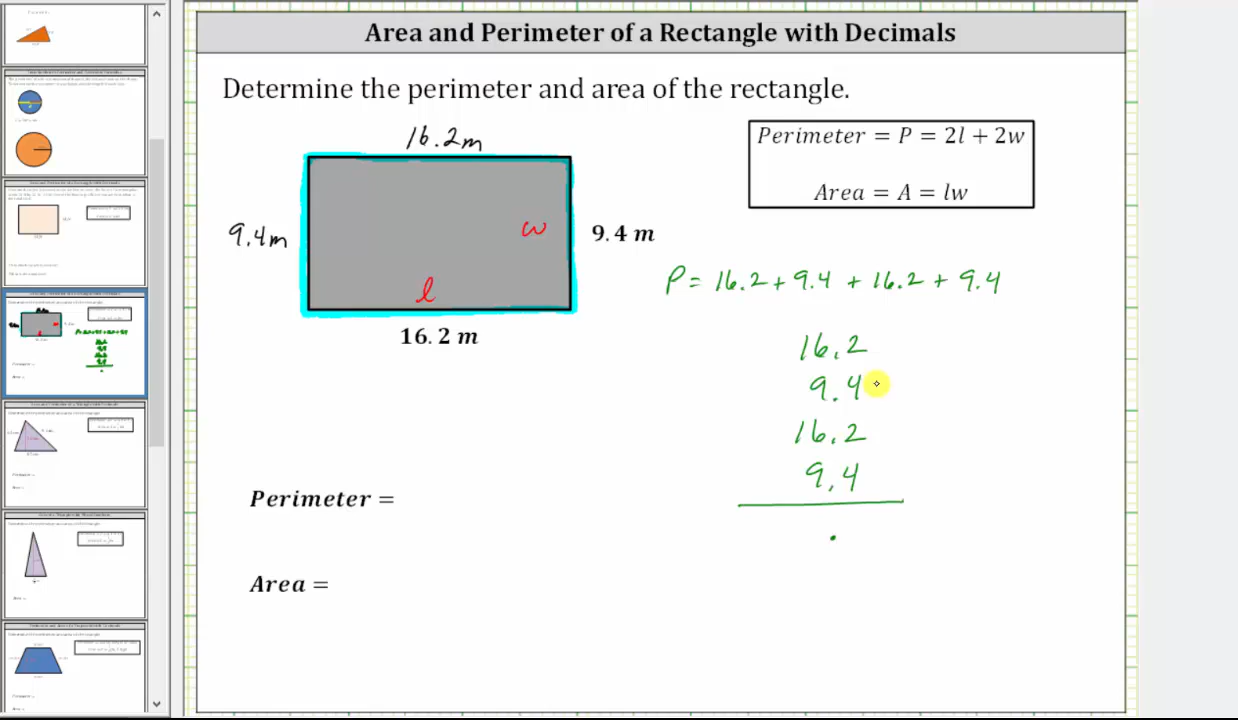 Area and Perimeter of a Rectangle with Decimals
Determine the perimeter and area of the rectangle.
16.2m
Perimeter = P = 2l + 2w
Area = A = lw
9.4m
w
9.4 m
l
16.2 m
P = 16.2 + 9.4 + 16.2 + 9.4
16.2
9.4
16.2
9.4
.
Perimeter =
Area =